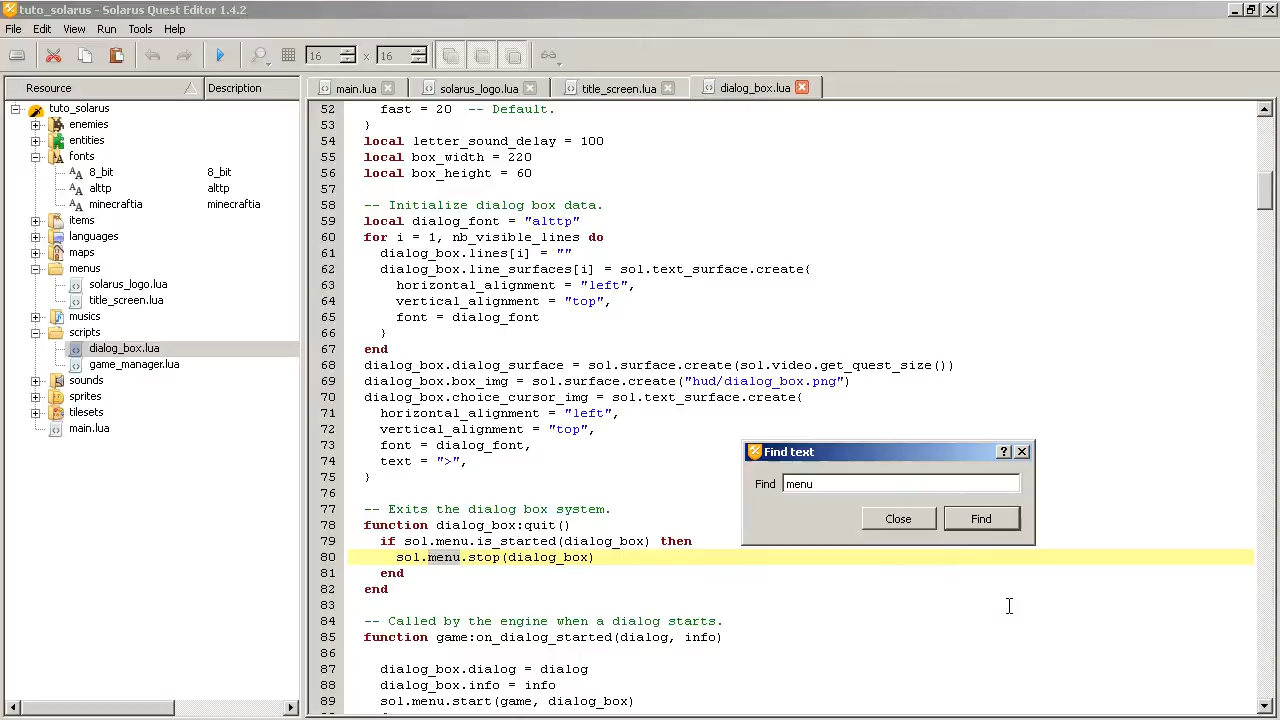 tuto_solarus - Solarus Quest Editor 1.4.2
File Edit View Run Tools Help
16 x 16
Resource Description
main.lua solarus_logo.lua title_screen.lua dialog_box.lua
tuto_solarus
enemies
entities
fonts
8_bit 8_bit
alttp alttp
minecraftia minecraftia
items
languages
maps
menus
solarus_logo.lua
title_screen.lua
musics
scripts
dialog_box.lua
game_manager.lua
sounds
sprites
tilesets
main.lua
52 fast = 20 -- Default.
53 }
54 local letter_sound_delay = 100
55 local box_width = 220
56 local box_height = 60
57
58 -- Initialize dialog box data.
59 local dialog_font = "alttp"
60 for i = 1, nb_visible_lines do
61 dialog_box.lines[i] = ""
62 dialog_box.line_surfaces[i] = sol.text_surface.create{
63 horizontal_alignment = "left",
64 vertical_alignment = "top",
65 font = dialog_font
66 }
67 end
68 dialog_box.dialog_surface = sol.surface.create(sol.video.get_quest_size())
69 dialog_box.box_img = sol.surface.create("hud/dialog_box.png")
70 dialog_box.choice_cursor_img = sol.text_surface.create{
71 horizontal_alignment = "left",
72 vertical_alignment = "top",
73 font = dialog_font,
74 text = ">",
75 }
76
77 -- Exits the dialog box system.
78 function dialog_box:quit()
79 if sol.menu.is_started(dialog_box) then
80 sol.menu.stop(dialog_box)
81 end
82 end
83
84 -- Called by the engine when a dialog starts.
85 function game:on_dialog_started(dialog, info)
86
87 dialog_box.dialog = dialog
88 dialog_box.info = info
89 sol.menu.start(game, dialog_box)
Find text
Find menu
Close Find